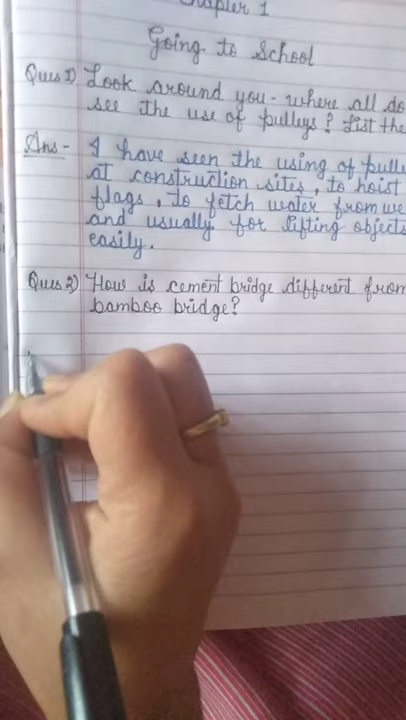 Chapter 1
Going to School
Ques 1) Look around you - where all do
see the use of pulleys? List the
Ans - I have seen the using of pull
at construction sites, to hoist
flags, to fetch water from we
and usually for lifting objects
easily.
Ques 2) How is cement bridge different from
bamboo bridge?